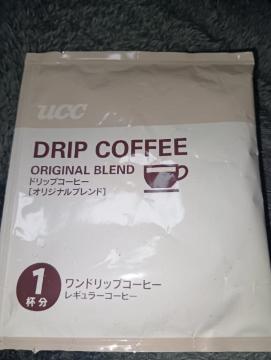 UCC
DRIP COFFEE
ORIGINAL BLEND
ドリップコーヒー
[オリジナルブレンド]
1
杯分
ワンドリップコーヒー
レギュラーコーヒー